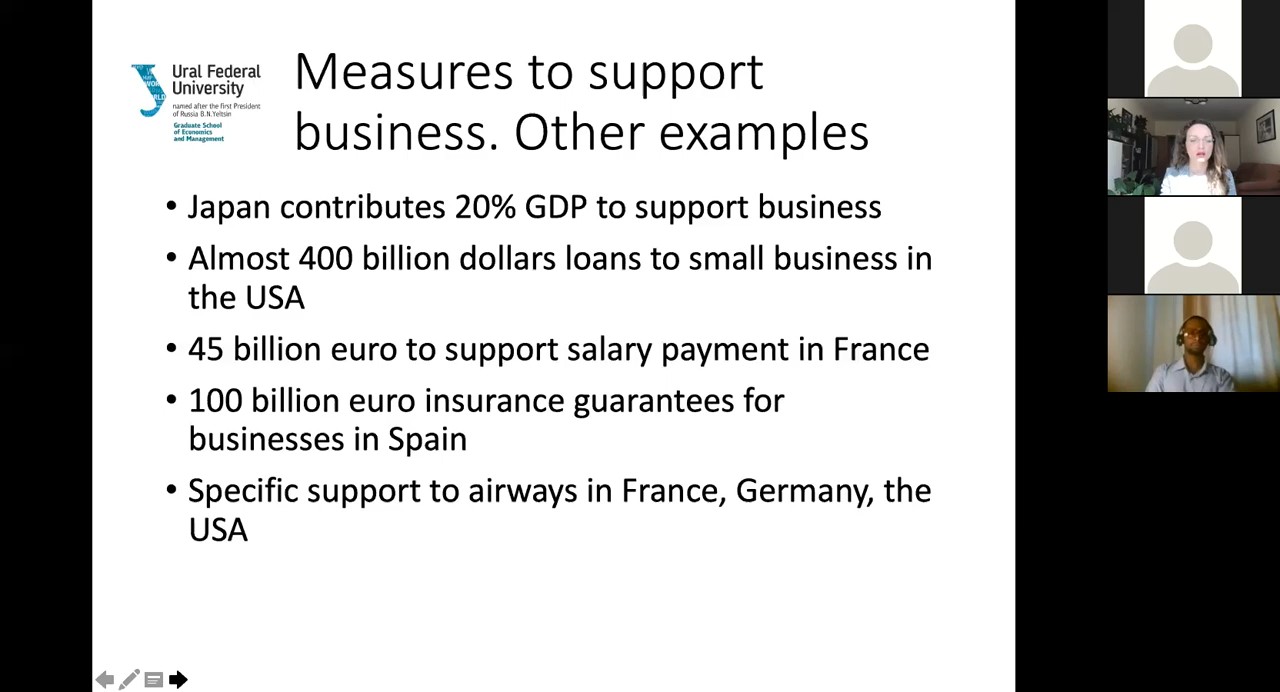 Ural Federal
University
named after the first President
of Russia B.N.Yeltsin
Graduate School
of Economics
and Management
Measures to support
business. Other examples
• Japan contributes 20% GDP to support business
• Almost 400 billion dollars loans to small business in
the USA
• 45 billion euro to support salary payment in France
• 100 billion euro insurance guarantees for
businesses in Spain
• Specific support to airways in France, Germany, the
USA